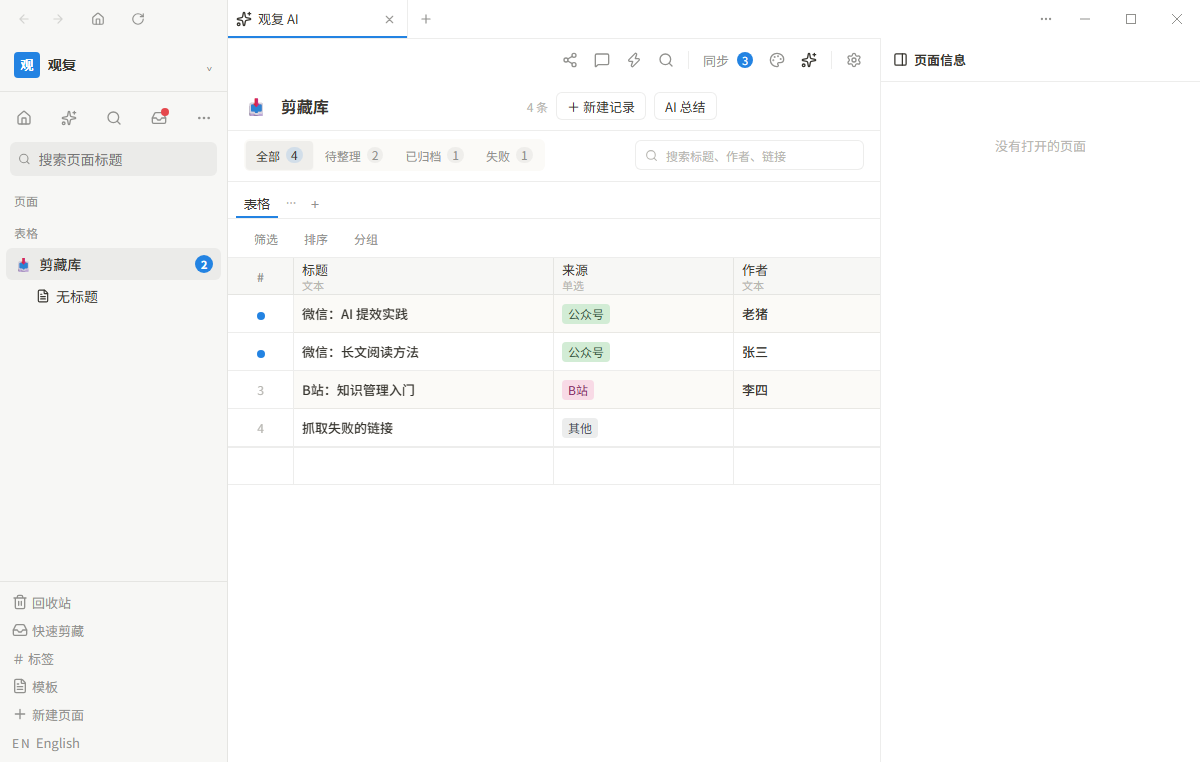 观复 AI
观 观复
搜索页面标题
页面
表格
剪藏库 2
无标题
回收站
快速剪藏
# 标签
模板
新建页面
EN English
同步 3
剪藏库
4 条
新建记录
AI 总结
全部 4 待整理 2 已归档 1 失败 1
搜索标题、作者、链接
表格 ... +
筛选 排序 分组
# 标题 来源 作者
文本 单选 文本
微信：AI 提效实践 公众号 老猪
微信：长文阅读方法 公众号 张三
3 B站：知识管理入门 B站 李四
4 抓取失败的链接 其他
页面信息
没有打开的页面